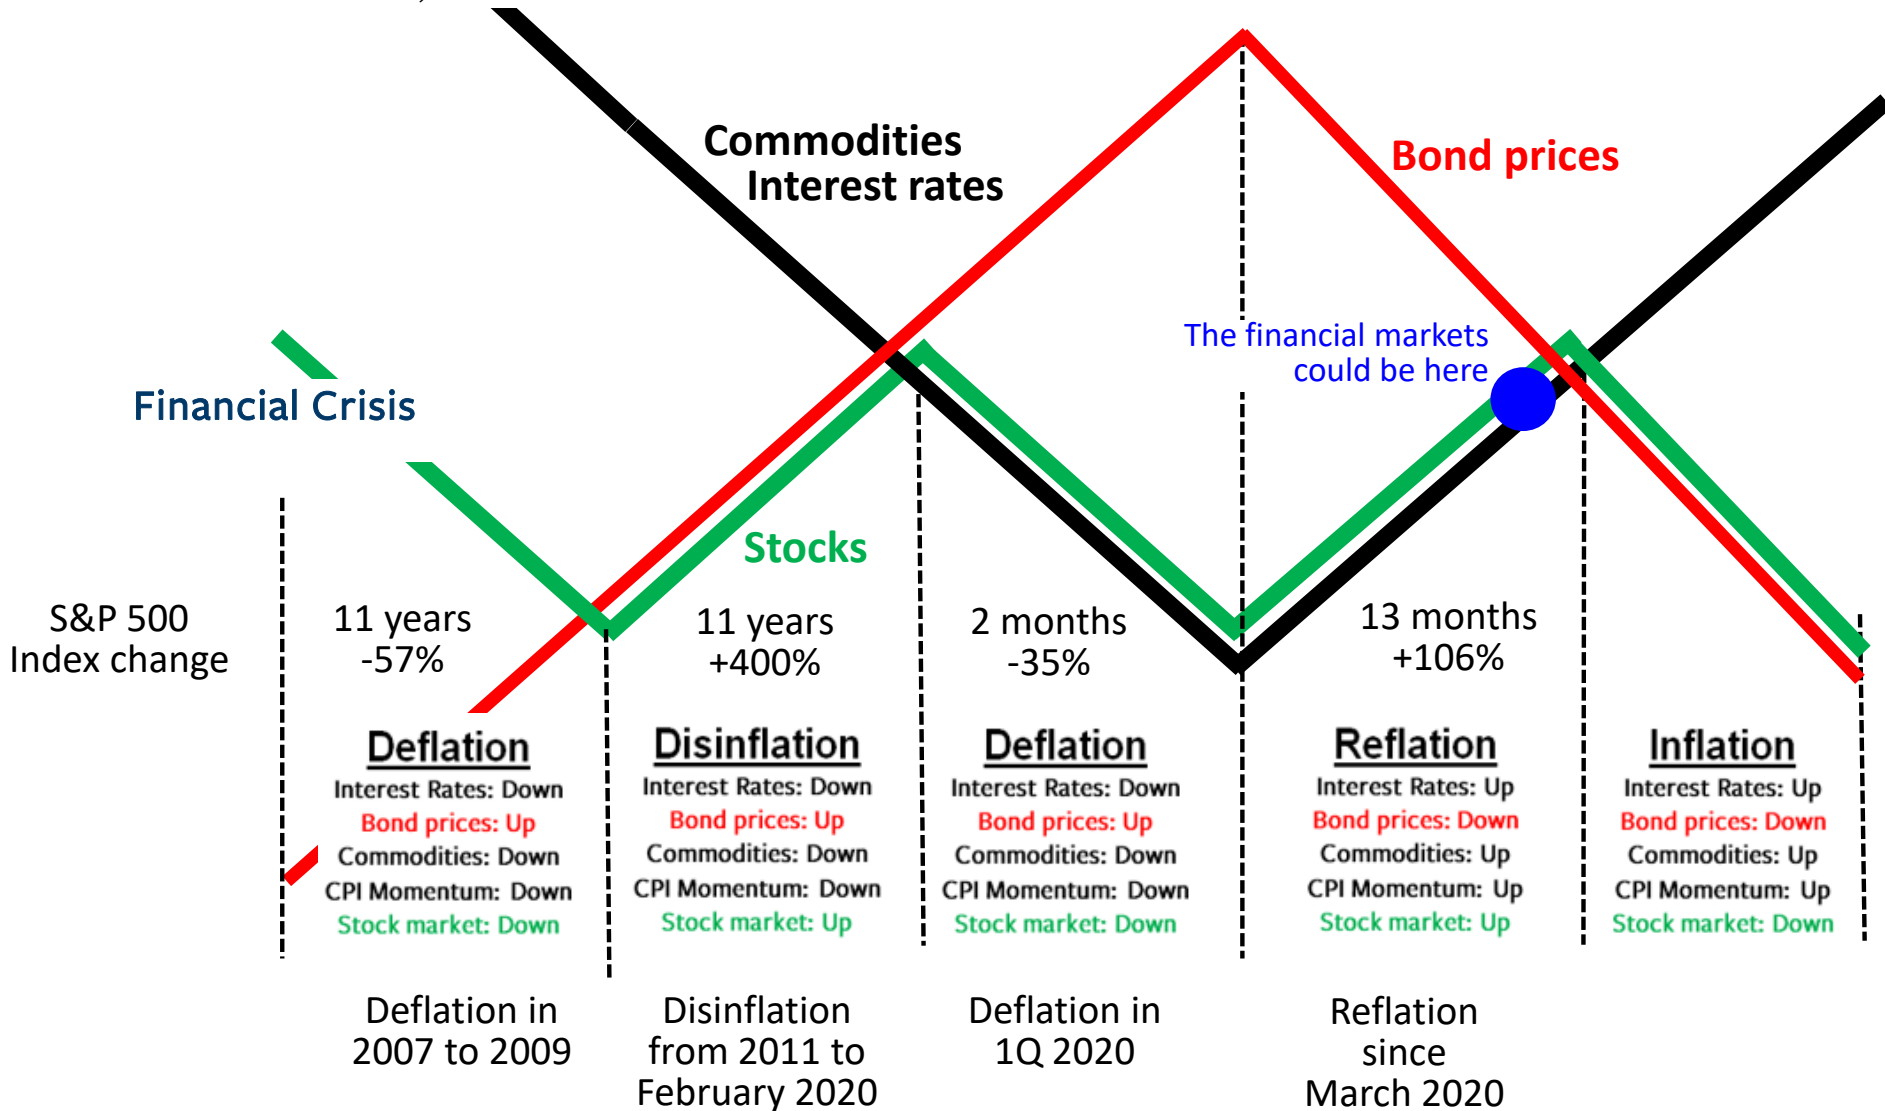 Commodities
Interest rates
Bond prices
The financial markets
could be here
Financial Crisis
Stocks
S&P 500
Index change
11 years
-57%
11 years
+400%
2 months
-35%
13 months
+106%
Deflation
Interest Rates: Down
Bond prices: Up
Commodities: Down
CPI Momentum: Down
Stock market: Down
Disinflation
Interest Rates: Down
Bond prices: Up
Commodities: Down
CPI Momentum: Down
Stock market: Up
Deflation
Interest Rates: Down
Bond prices: Up
Commodities: Down
CPI Momentum: Down
Stock market: Down
Reflation
Interest Rates: Up
Bond prices: Down
Commodities: Up
CPI Momentum: Up
Stock market: Up
Inflation
Interest Rates: Up
Bond prices: Down
Commodities: Up
CPI Momentum: Up
Stock market: Down
Deflation in
2007 to 2009
Disinflation
from 2011 to
February 2020
Deflation in
1Q 2020
Reflation
since
March 2020